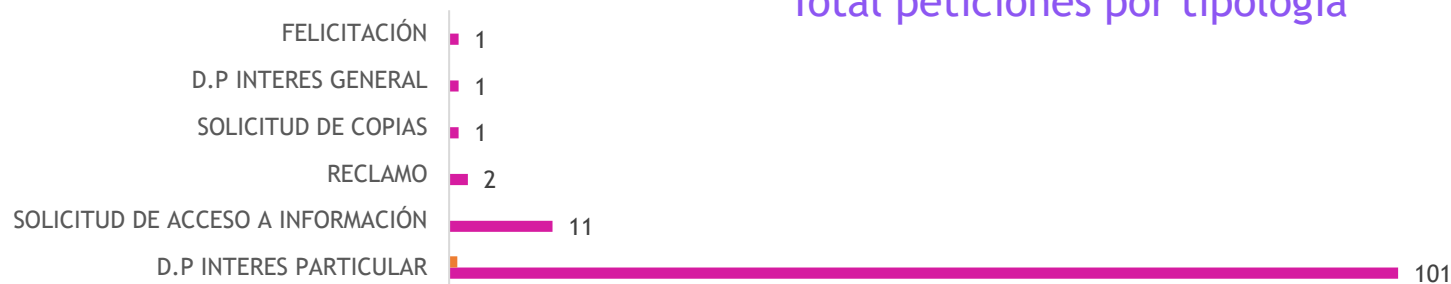 Total peticiones por tipología
FELICITACIÓN 1
D.P INTERES GENERAL 1
SOLICITUD DE COPIAS 1
RECLAMO 2
SOLICITUD DE ACCESO A INFORMACIÓN 11
D.P INTERES PARTICULAR 101